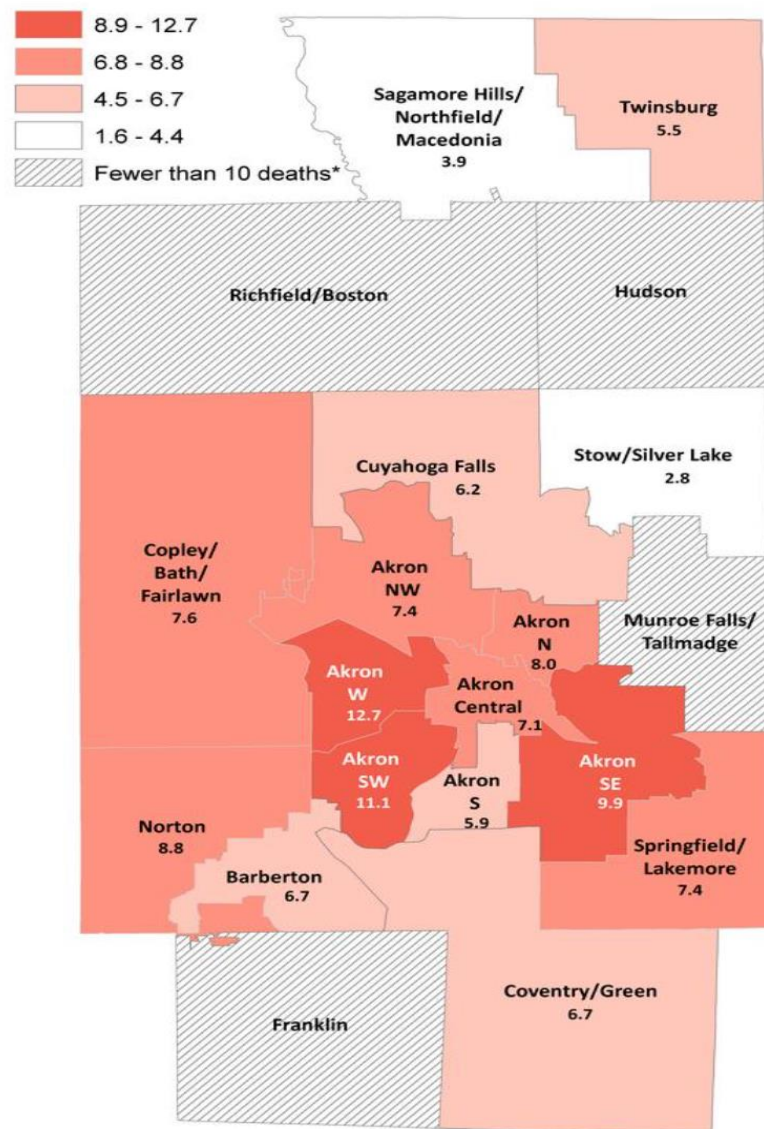 8.9 - 12.7
6.8 - 8.8
4.5 - 6.7
1.6 - 4.4
Fewer than 10 deaths*
Sagamore Hills/
Northfield/
Macedonia
3.9
Twinsburg
5.5
Richfield/Boston
Hudson
Cuyahoga Falls
6.2
Stow/Silver Lake
2.8
Copley/
Bath/
Fairlawn
7.6
Akron
NW
7.4
Akron
N
8.0
Munroe Falls/
Tallmadge
Akron
W
12.7
Akron
Central
7.1
Akron
SW
11.1
Akron
S
5.9
Akron
SE
9.9
Norton
8.8
Springfield/
Lakemore
7.4
Barberton
6.7
Coventry/Green
6.7
Franklin